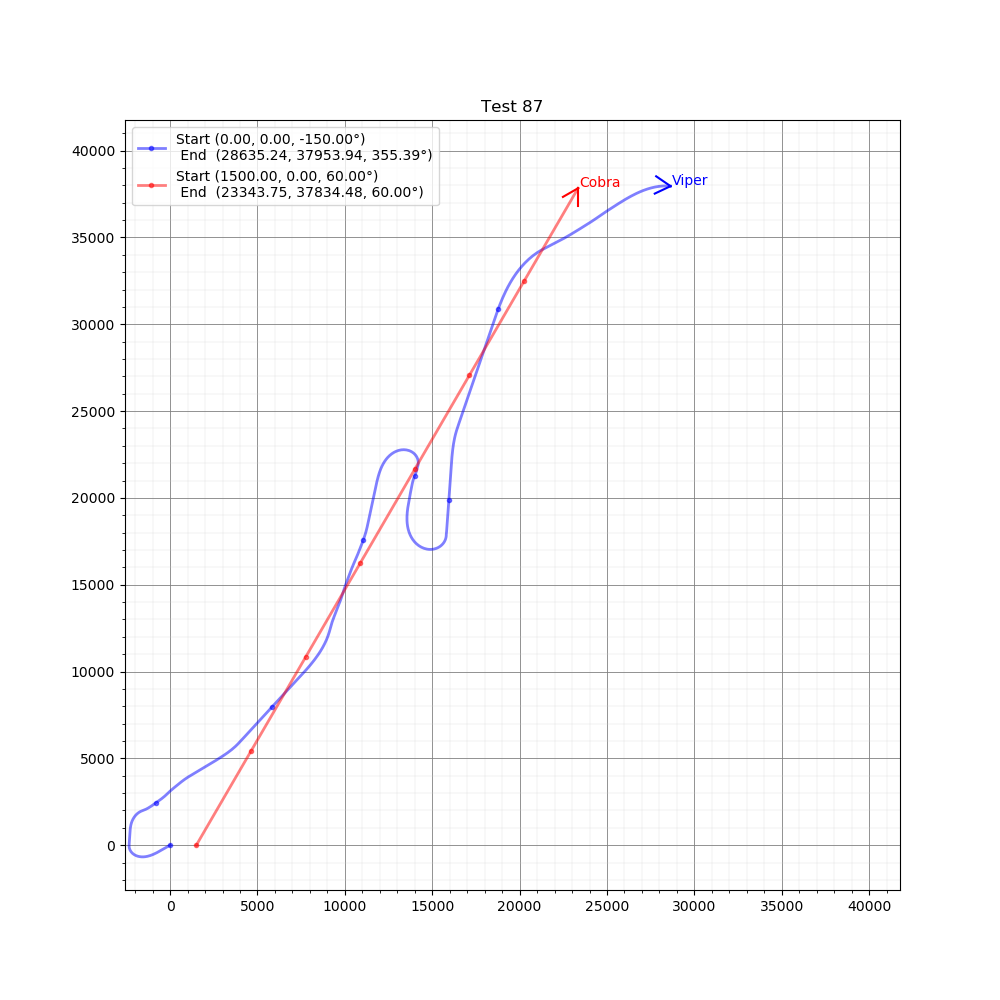 Test 87
Start (0.00, 0.00, -150.00°)
End  (28635.24, 37953.94, 355.39°)
Start (1500.00, 0.00, 60.00°)
End  (23343.75, 37834.48, 60.00°)
Cobra
Viper
40000
35000
30000
25000
20000
15000
10000
5000
0
0 5000 10000 15000 20000 25000 30000 35000 40000